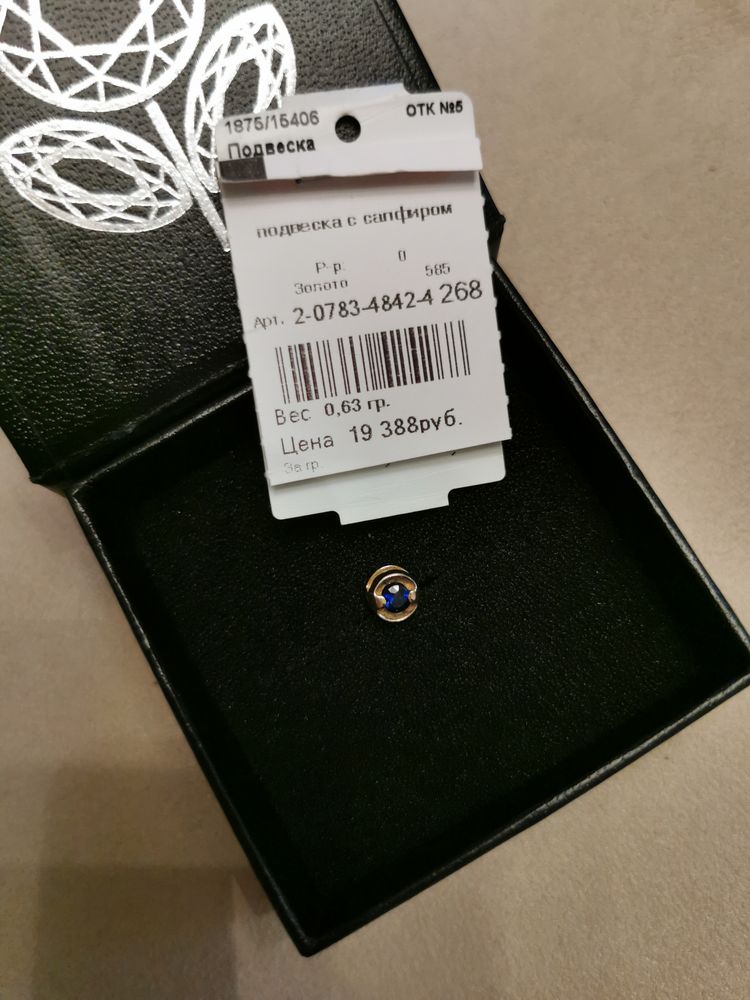 1875/15406 ОТК №5
Подвеска
подвеска с сапфиром
Р-р. 0
Золото 585
Арт. 2-0783-4842-4 268
Вес 0,63 гр.
Цена 19 388руб.
За гр.